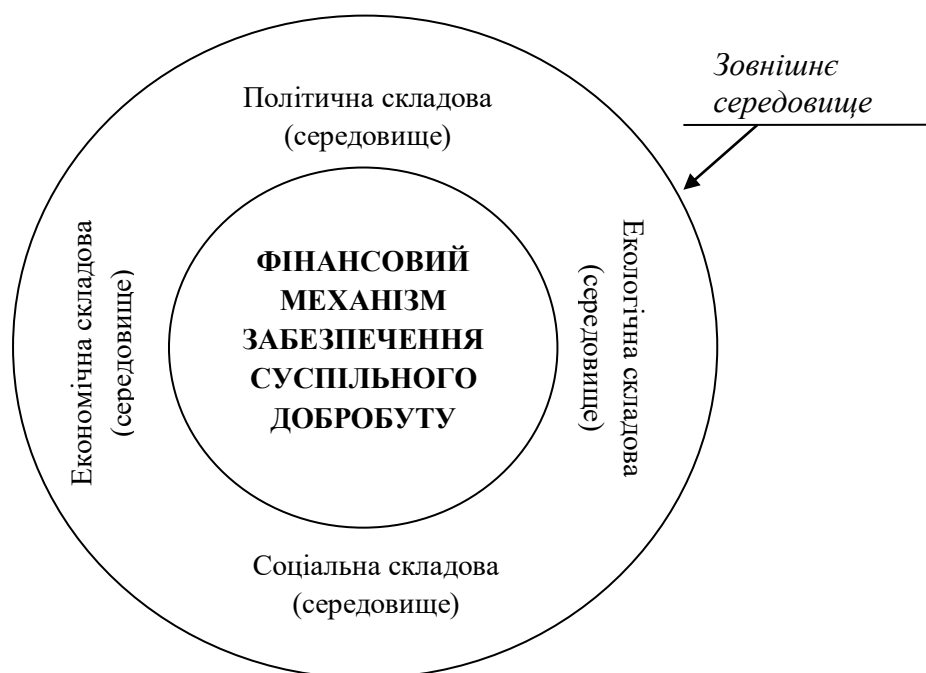 Зовнішнє
середовище
Політична складова
(середовище)
Економічна складова
(середовище)
ФІНАНСОВИЙ
МЕХАНІЗМ
ЗАБЕЗПЕЧЕННЯ
СУСПІЛЬНОГО
ДОБРОБУТУ
Екологічна складова
(середовище)
Соціальна складова
(середовище)